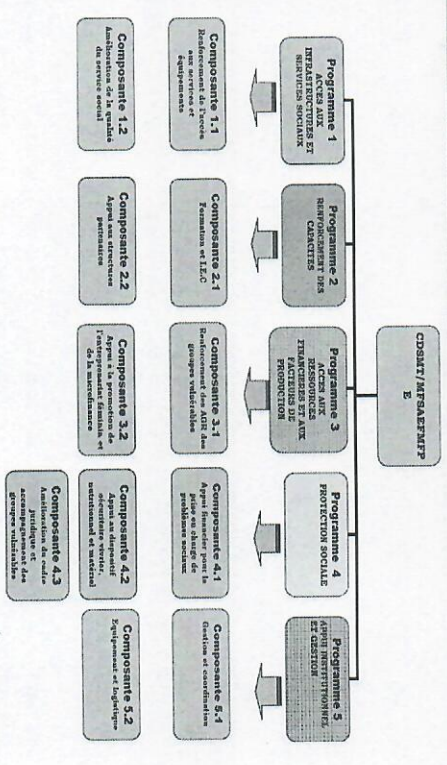 CDSMT/MFSAEFMFP
E
Programme 1
ACCES AUX
INFRASTRUCTURES ET
SERVICES SOCIAUX
Programme 2
RENFORCEMENT DES
CAPACITES
Programme 3
ACCES AUX
RESSOURCES
FINANCIERES ET AUX
FACTEURS DE
PRODUCTION
Programme 4
PROTECTION SOCIALE
Programme 5
APPUI INSTITUTIONNEL
ET GESTION
Composante 1.1
Renforcement de l'accès
aux services et
équipements
Composante 2.1
Formation et I.E.C
Composante 3.1
Renforcement des AGR des
groupes vulnérables
Composante 4.1
Appui financier pour la
prise en charge de
problèmes sociaux
Composante 5.1
Gestion et coordination
Composante 1.2
Amélioration de la qualité
du service social
Composante 2.2
Appui aux structures
partenaires
Composante 3.2
Appui à la promotion de
l'entreprenariat féminin et
de la microfinance
Composante 4.2
Appui au dispositif
sécuritaire
nutritionnel et matériel
Composante 5.2
Equipement et logistique
Composante 4.3
Amélioration du cadre
juridique et
accompagnement des
groupes vulnérables